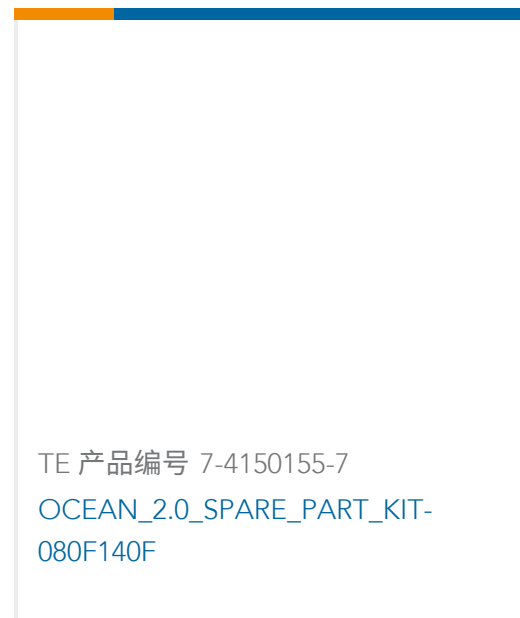 TE 产品编号 7-4150155-7
OCEAN_2.0_SPARE_PART_KIT-
080F140F